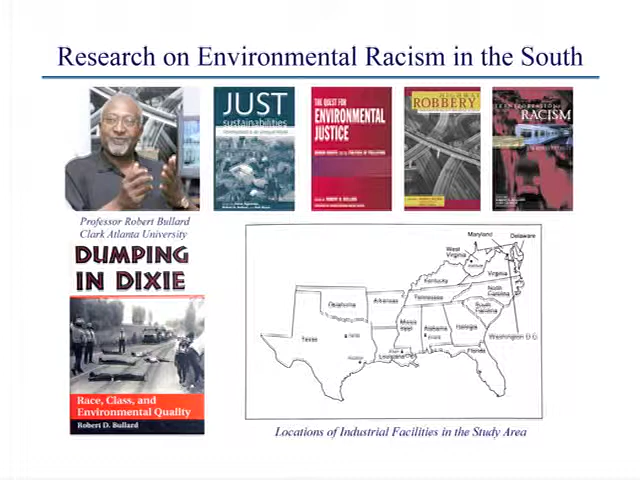 Research on Environmental Racism in the South
JUST
sustainabilities
THE QUEST FOR
ENVIRONMENTAL
JUSTICE
HIGHWAY
ROBBERY
RACISM
Professor Robert Bullard
Clark Atlanta University
DUMPING
IN DIXIE
Race, Class, and
Environmental Quality
Robert D. Bullard
Maryland
Delaware
West
Virginia
Virginia
Kentucky
North
Carolina
Tennessee
South
Carolina
Oklahoma
Arkansas
Texas
Alabama
Georgia
Louisiana
Florida
Washington D.C.
Locations of Industrial Facilities in the Study Area